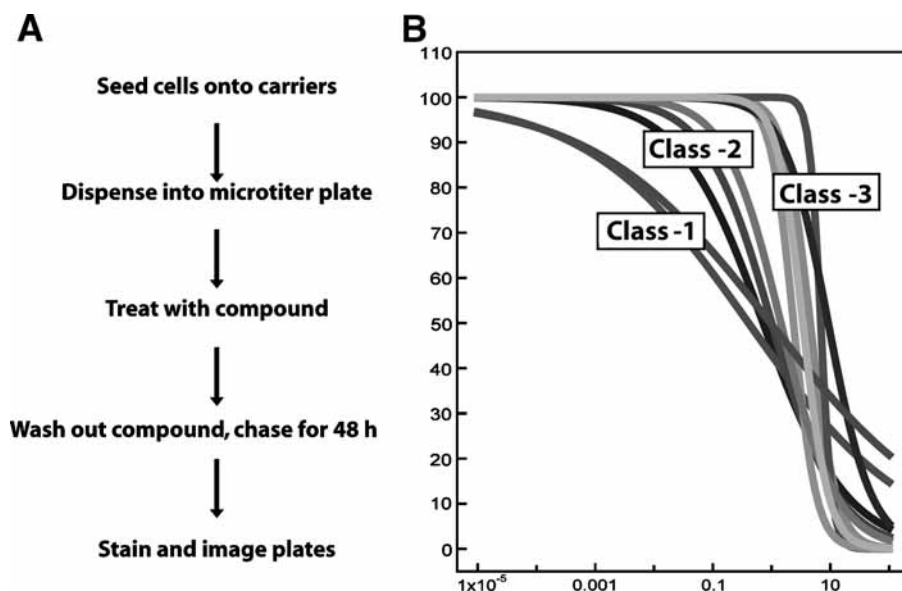 A
Seed cells onto carriers
Dispense into microtiter plate
Treat with compound
Wash out compound, chase for 48 h
Stain and image plates
B
110
100
90
80
70
60
50
40
30
20
10
0
Class -2
Class -3
Class -1
1x10⁻⁵
0.001
0.1
10